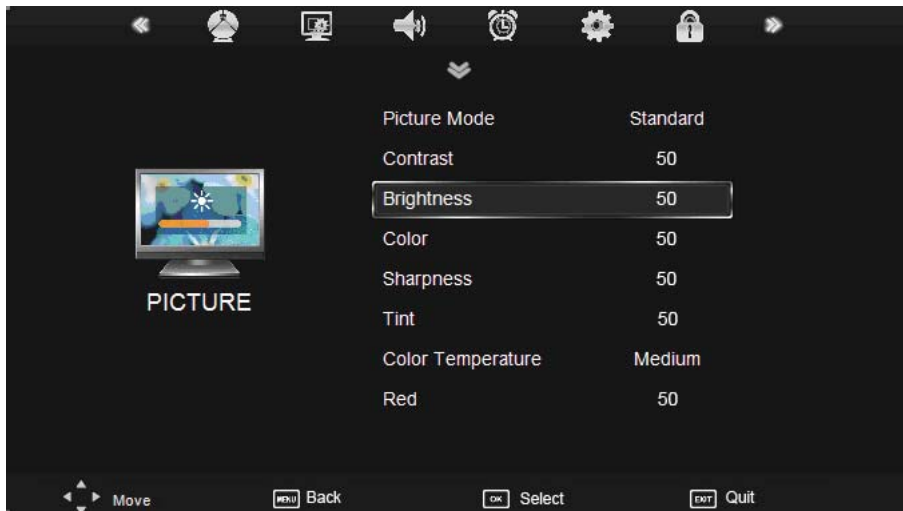 Picture Mode Standard
Contrast 50
Brightness 50
Color 50
Sharpness 50
PICTURE
Tint 50
Color Temperature Medium
Red 50
Move MENU Back OK Select EXIT Quit